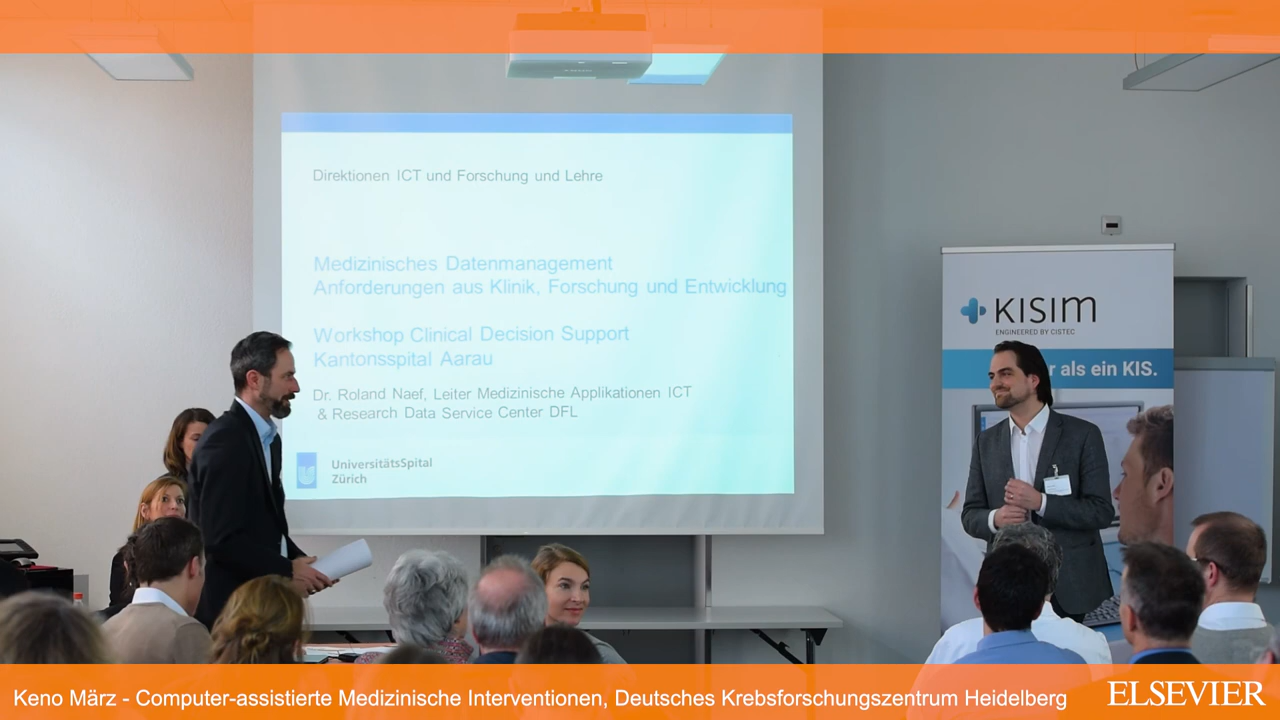 Direktionen ICT und Forschung und Lehre
Medizinisches Datenmanagement
Anforderungen aus Klinik, Forschung und Entwicklung
Workshop Clinical Decision Support
Kantonsspital Aarau
Dr. Roland Naef, Leiter Medizinische Applikationen ICT
& Research Data Service Center DFL
UniversitätsSpital
Zürich
KISIM
ENGINEERED BY CISTEC
als ein KIS.
Keno März - Computer-assistierte Medizinische Interventionen, Deutsches Krebsforschungszentrum Heidelberg
ELSEVIER